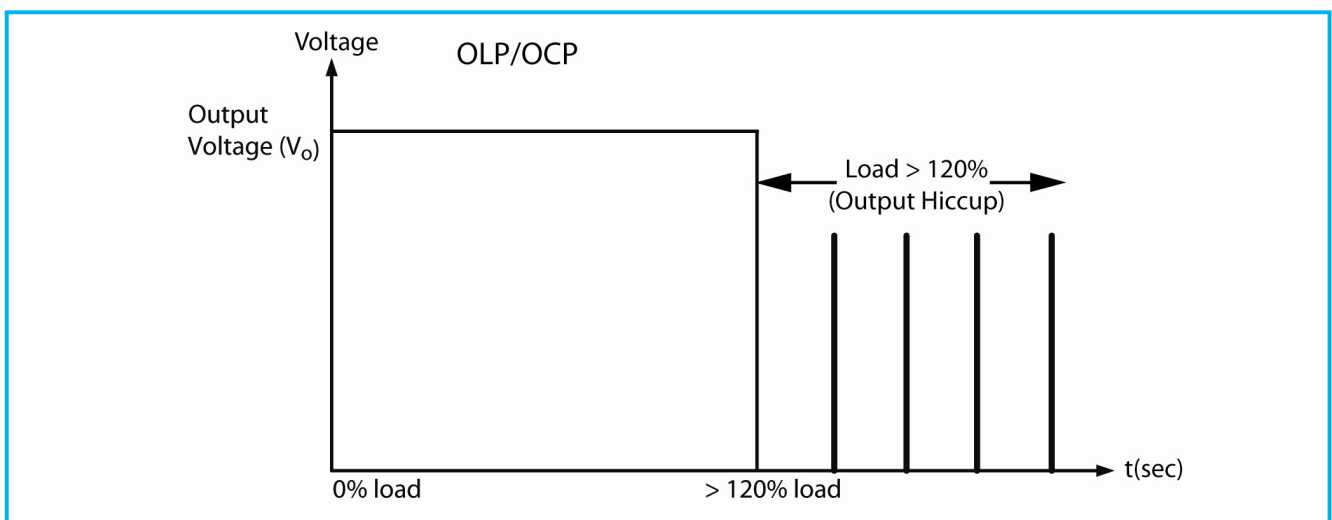 Voltage
OLP/OCP
Output
Voltage (Vo)
Load > 120%
(Output Hiccup)
t(sec)
0% load
> 120% load